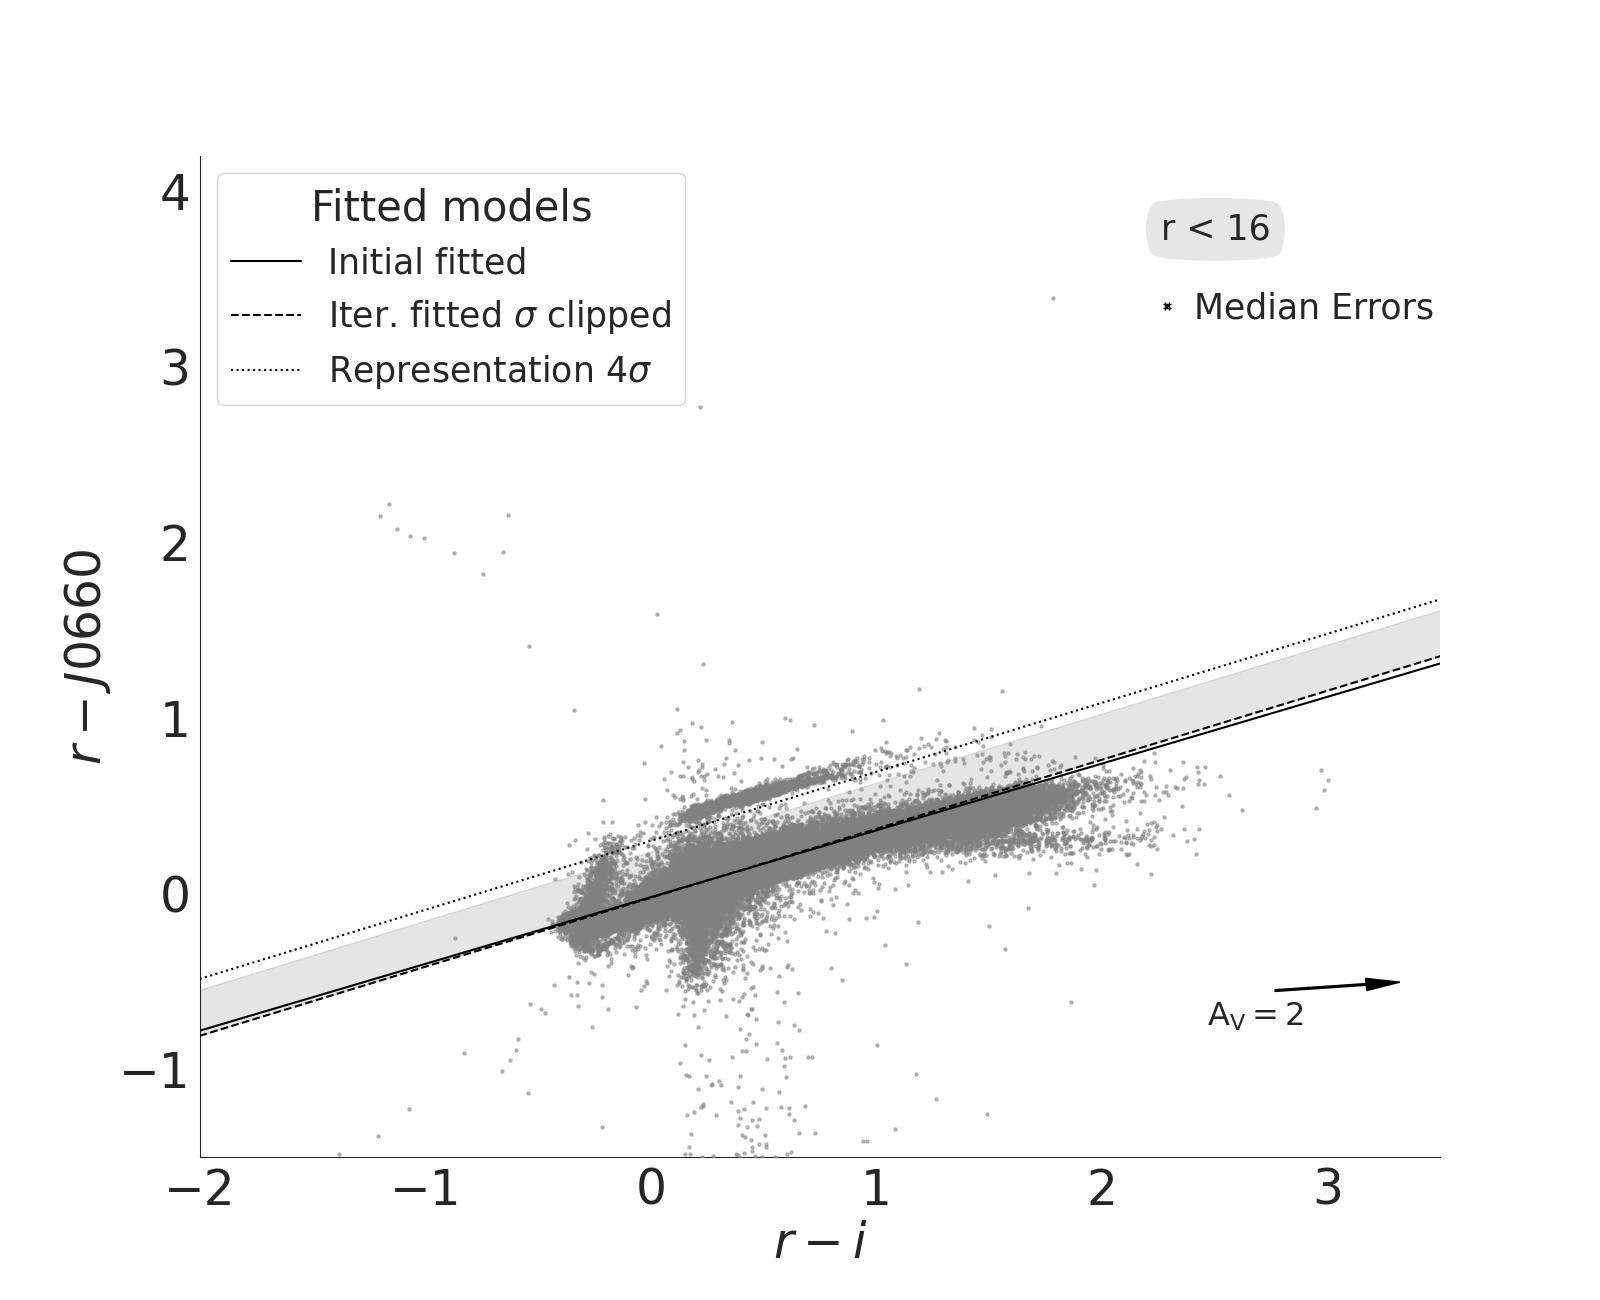 Fitted models
Initial fitted
Iter. fitted σ clipped
Representation 4σ
r < 16
Median Errors
4
3
2
1
0
−1
r − J0660
A_V = 2
−2 −1 0 1 2 3
r − i